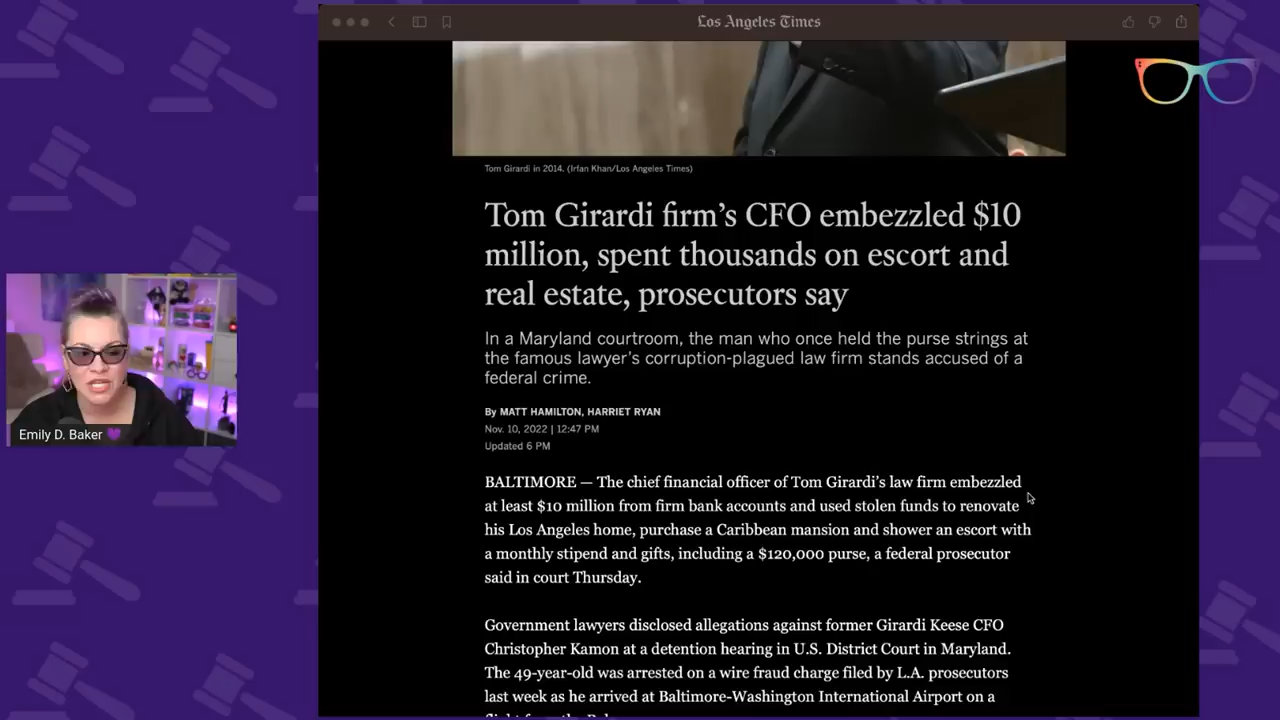 Los Angeles Times
Tom Girardi in 2014. (Irfan Khan/Los Angeles Times)
Tom Girardi firm's CFO embezzled $10
million, spent thousands on escort and
real estate, prosecutors say
In a Maryland courtroom, the man who once held the purse strings at
the famous lawyer's corruption-plagued law firm stands accused of a
federal crime.
By MATT HAMILTON, HARRIET RYAN
Nov. 10, 2022 | 12:47 PM
Updated 6 PM
BALTIMORE — The chief financial officer of Tom Girardi's law firm embezzled
at least $10 million from firm bank accounts and used stolen funds to renovate
his Los Angeles home, purchase a Caribbean mansion and shower an escort with
a monthly stipend and gifts, including a $120,000 purse, a federal prosecutor
said in court Thursday.
Government lawyers disclosed allegations against former Girardi Keese CFO
Christopher Kamon at a detention hearing in U.S. District Court in Maryland.
The 49-year-old was arrested on a wire fraud charge filed by L.A. prosecutors
last week as he arrived at Baltimore-Washington International Airport on a
Emily D. Baker 💜